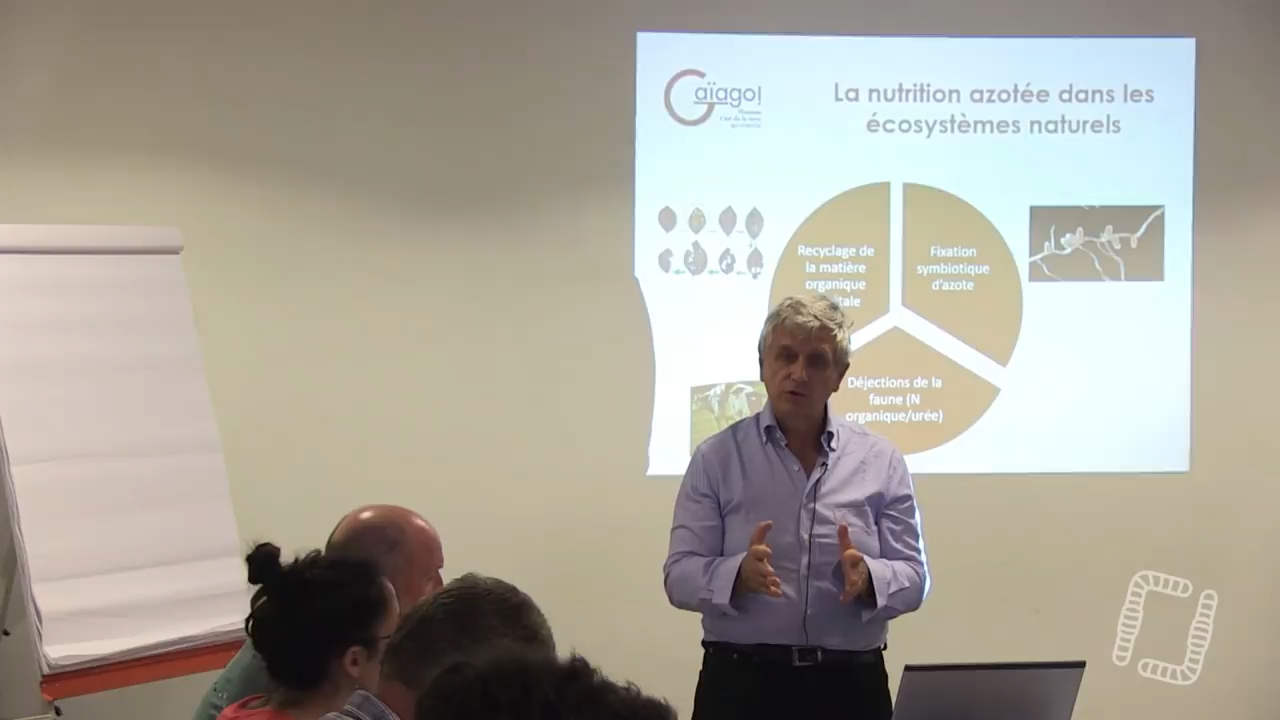 Gaïago!
La nutrition azotée dans les
écosystèmes naturels
Recyclage de
la matière
organique
Fixation
symbiotique
d'azote
Déjections de la
faune (N
organique/urée)